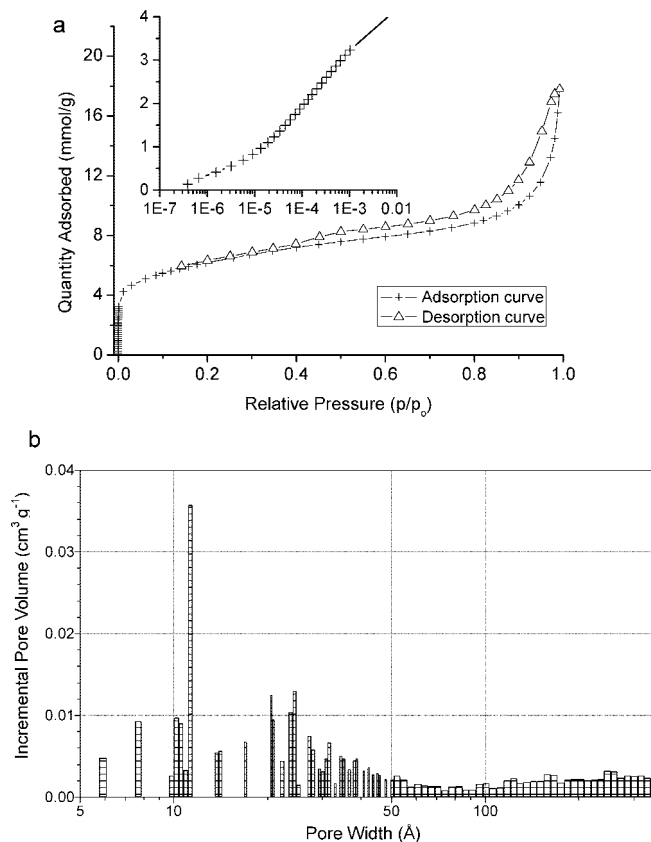 a
Quantity Adsorbed (mmol/g)
20
16
12
8
4
0
4
3
2
1
0
1E-7 1E-6 1E-5 1E-4 1E-3 0.01
Adsorption curve
Desorption curve
0.0 0.2 0.4 0.6 0.8 1.0
Relative Pressure (p/pₒ)
b
Incremental Pore Volume (cm³ g⁻¹)
0.04
0.03
0.02
0.01
0.00
5 10 50 100
Pore Width (Å)